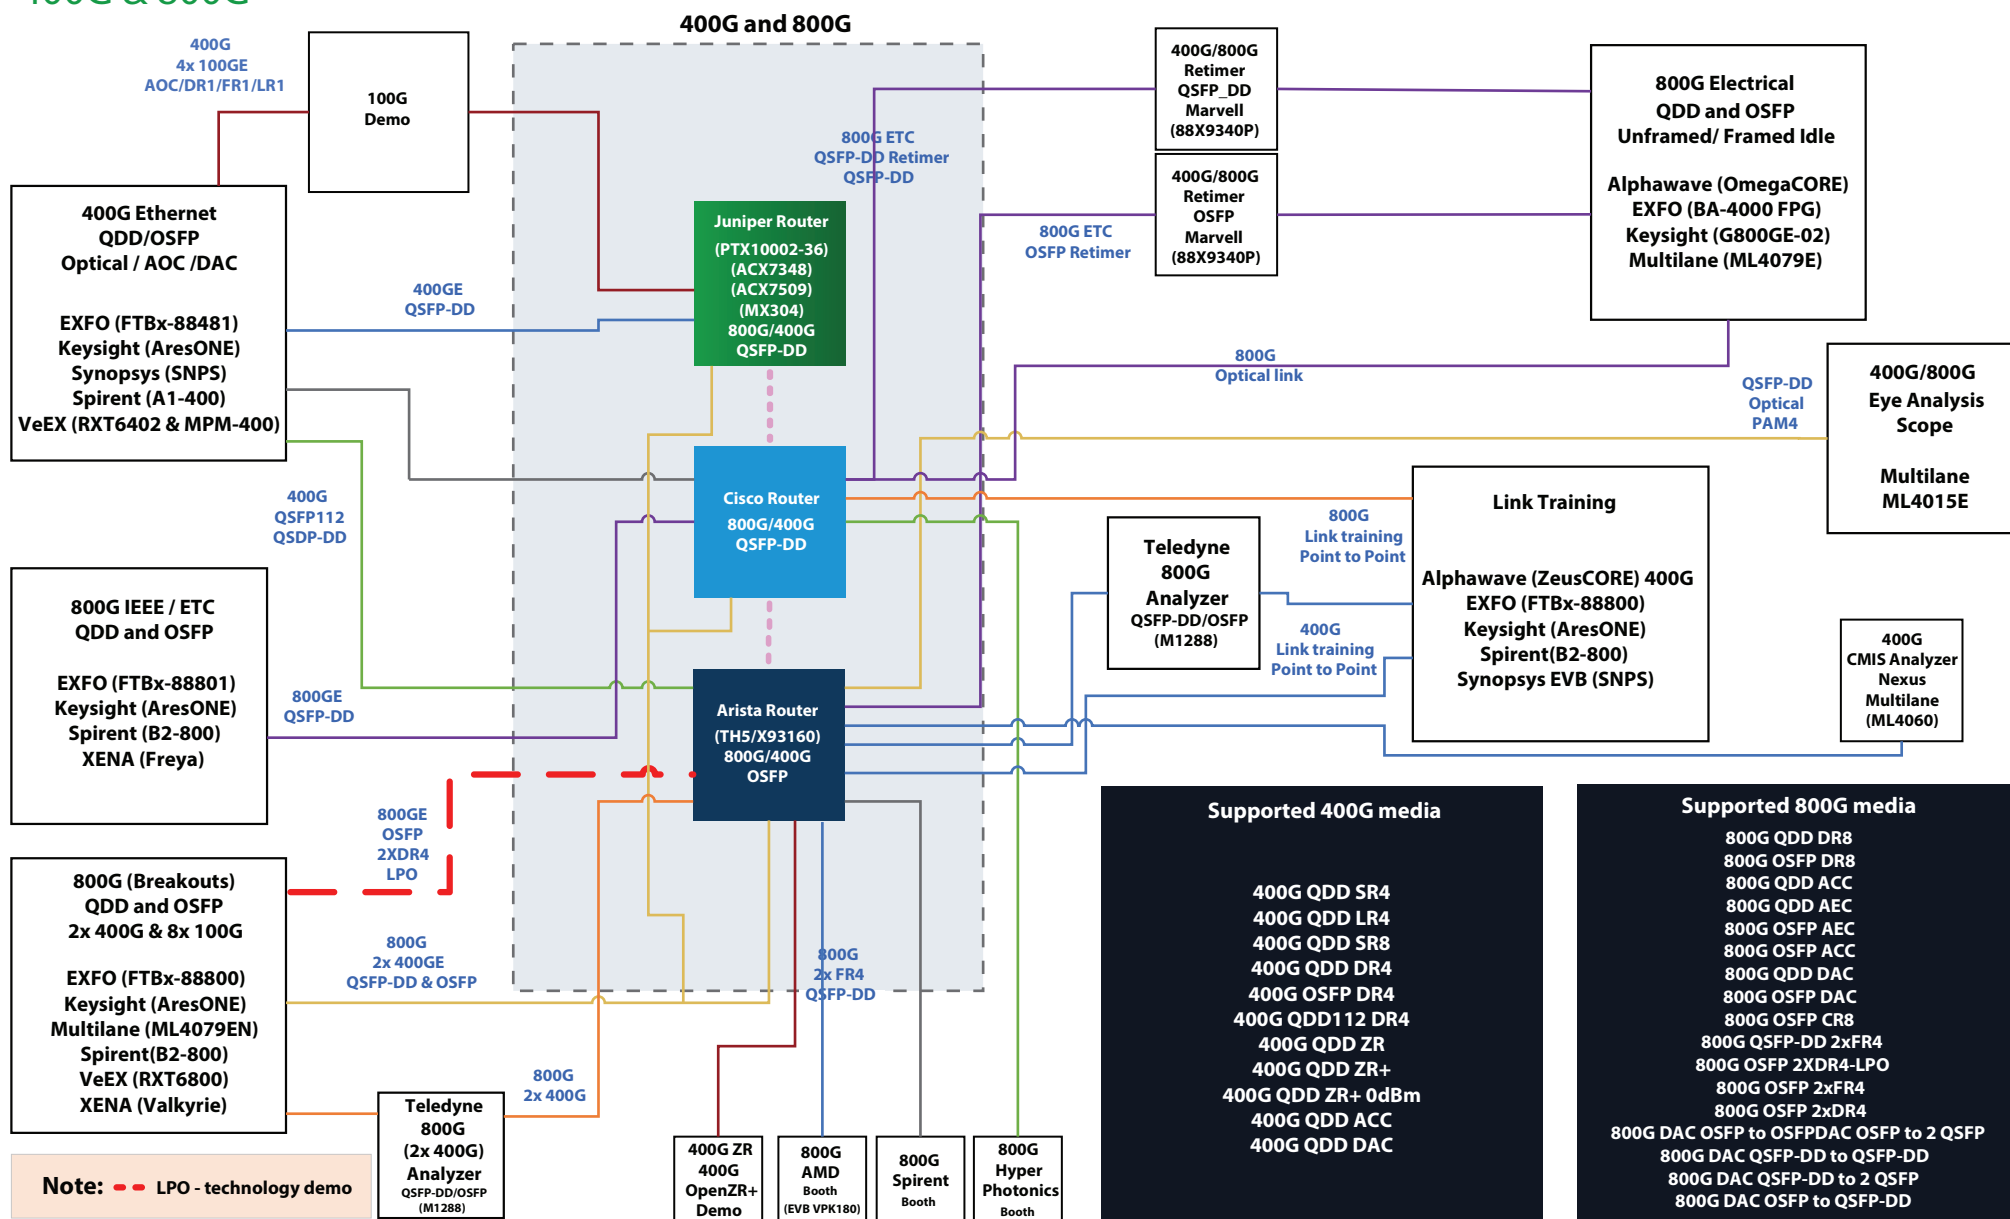 400G & 800G
400G and 800G
400G
4x 100GE
AOC/DR1/FR1/LR1
100G
Demo
400G Ethernet
QDD/OSFP
Optical / AOC /DAC
EXFO (FTBx-88481)
Keysight (AresONE)
Synopsys (SNPS)
Spirent (A1-400)
VeEX (RXT6402 & MPM-400)
400GE
QSFP-DD
400G
QSFP112
QSDP-DD
800G IEEE / ETC
QDD and OSFP
EXFO (FTBx-88801)
Keysight (AresONE)
Spirent (B2-800)
XENA (Freya)
800GE
QSFP-DD
800GE
OSFP
2XDR4
LPO
800G (Breakouts)
QDD and OSFP
2x 400G & 8x 100G
EXFO (FTBx-88800)
Keysight (AresONE)
Multilane (ML4079EN)
Spirent(B2-800)
VeEX (RXT6800)
XENA (Valkyrie)
800G
2x 400GE
QSFP-DD & OSFP
800G
2x 400G
Teledyne
800G
(2x 400G)
Analyzer
QSFP-DD/OSFP
(M1288)
Note: LPO - technology demo
Juniper Router
(PTX10002-36)
(ACX7348)
(ACX7509)
(MX304)
800G/400G
QSFP-DD
Cisco Router
800G/400G
QSFP-DD
Arista Router
(TH5/X93160)
800G/400G
OSFP
800G ETC
QSFP-DD Retimer
QSFP-DD
800G
2x FR4
QSFP-DD
400G ZR
400G
OpenZR+
Demo
800G
AMD
Booth
(EVB VPK180)
800G
Spirent
Booth
800G
Hyper
Photonics
Booth
400G/800G
Retimer
QSFP_DD
Marvell
(88X9340P)
400G/800G
Retimer
OSFP
Marvell
(88X9340P)
800G ETC
OSFP Retimer
800G Electrical
QDD and OSFP
Unframed/ Framed Idle
Alphawave (OmegaCORE)
EXFO (BA-4000 FPG)
Keysight (G800GE-02)
Multilane (ML4079E)
800G
Optical link
QSFP-DD
Optical
PAM4
400G/800G
Eye Analysis
Scope
Multilane
ML4015E
Teledyne
800G
Analyzer
QSFP-DD/OSFP
(M1288)
800G
Link training
Point to Point
400G
Link training
Point to Point
Link Training
Alphawave (ZeusCORE) 400G
EXFO (FTBx-88800)
Keysight (AresONE)
Spirent(B2-800)
Synopsys EVB (SNPS)
400G
CMIS Analyzer
Nexus
Multilane
(ML4060)
Supported 400G media
400G QDD SR4
400G QDD LR4
400G QDD SR8
400G QDD DR4
400G OSFP DR4
400G QDD112 DR4
400G QDD ZR
400G QDD ZR+
400G QDD ZR+ 0dBm
400G QDD ACC
400G QDD DAC
Supported 800G media
800G QDD DR8
800G OSFP DR8
800G QDD ACC
800G QDD AEC
800G OSFP AEC
800G OSFP ACC
800G QDD DAC
800G OSFP DAC
800G OSFP CR8
800G QSFP-DD 2xFR4
800G OSFP 2XDR4-LPO
800G OSFP 2xFR4
800G OSFP 2xDR4
800G DAC OSFP to OSFPDAC OSFP to 2 QSFP
800G DAC QSFP-DD to QSFP-DD
800G DAC QSFP-DD to 2 QSFP
800G DAC OSFP to QSFP-DD